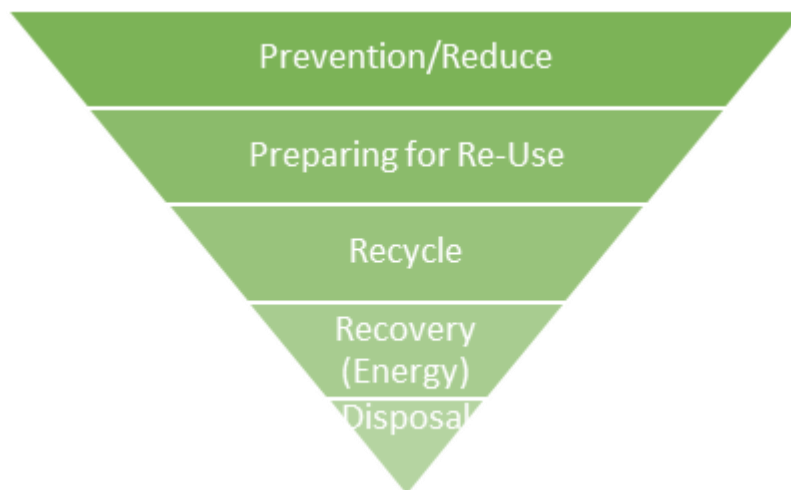 Prevention/Reduce
Preparing for Re-Use
Recycle
Recovery
(Energy)
Disposal